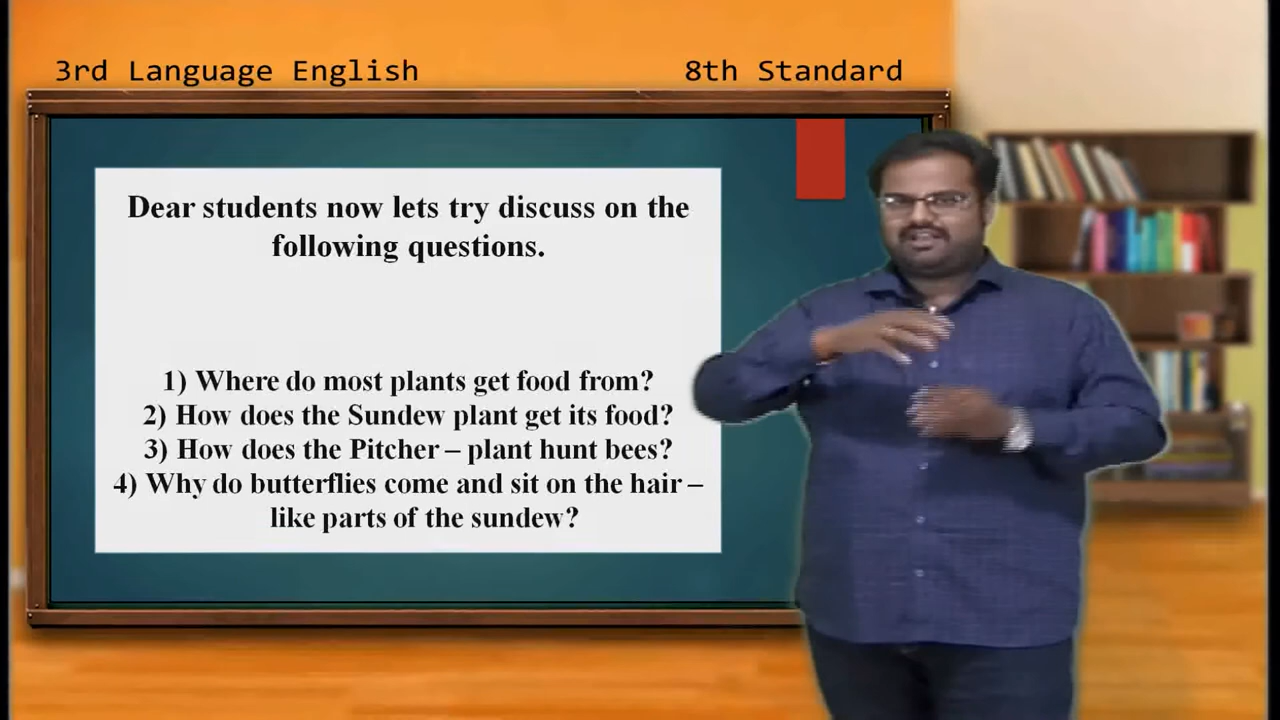 3rd Language English
8th Standard
Dear students now lets try discuss on the
following questions.
1) Where do most plants get food from?
2) How does the Sundew plant get its food?
3) How does the Pitcher – plant hunt bees?
4) Why do butterflies come and sit on the hair –
like parts of the sundew?